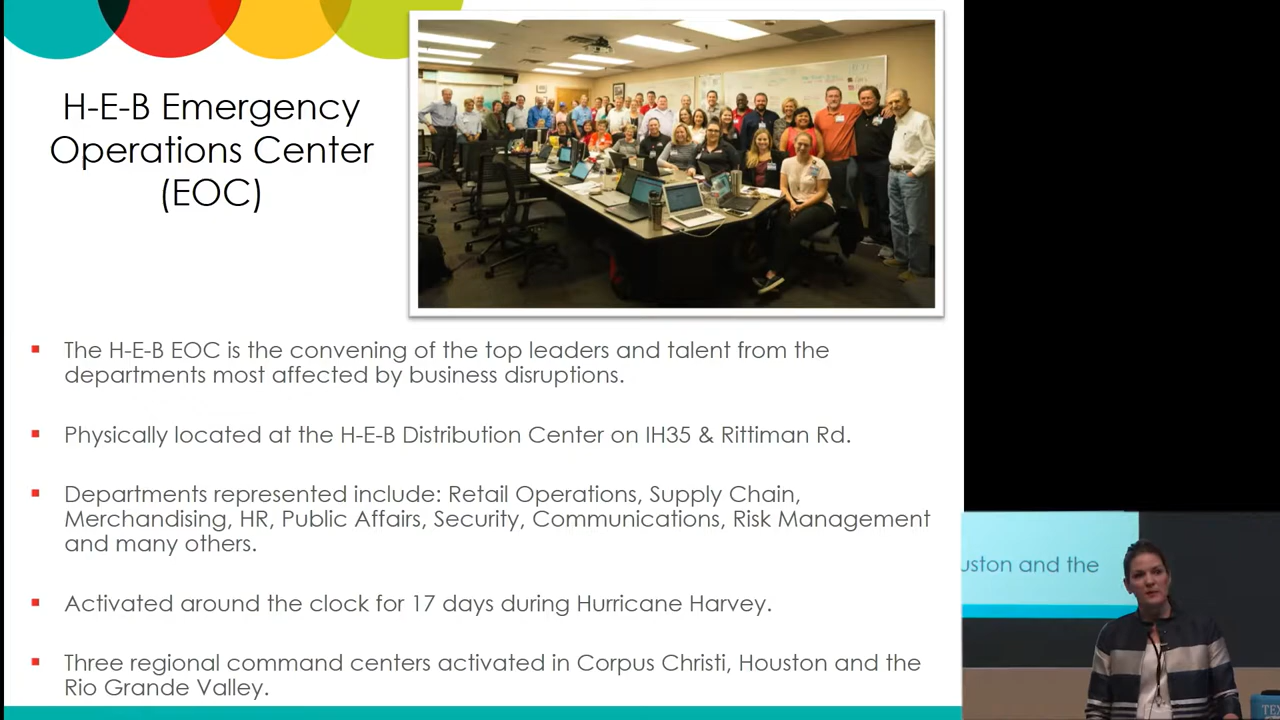 H-E-B Emergency
Operations Center
(EOC)
The H-E-B EOC is the convening of the top leaders and talent from the
departments most affected by business disruptions.
Physically located at the H-E-B Distribution Center on IH35 & Rittiman Rd.
Departments represented include: Retail Operations, Supply Chain,
Merchandising, HR, Public Affairs, Security, Communications, Risk Management
and many others.
Activated around the clock for 17 days during Hurricane Harvey.
Three regional command centers activated in Corpus Christi, Houston and the
Rio Grande Valley.
uston and the
TEX